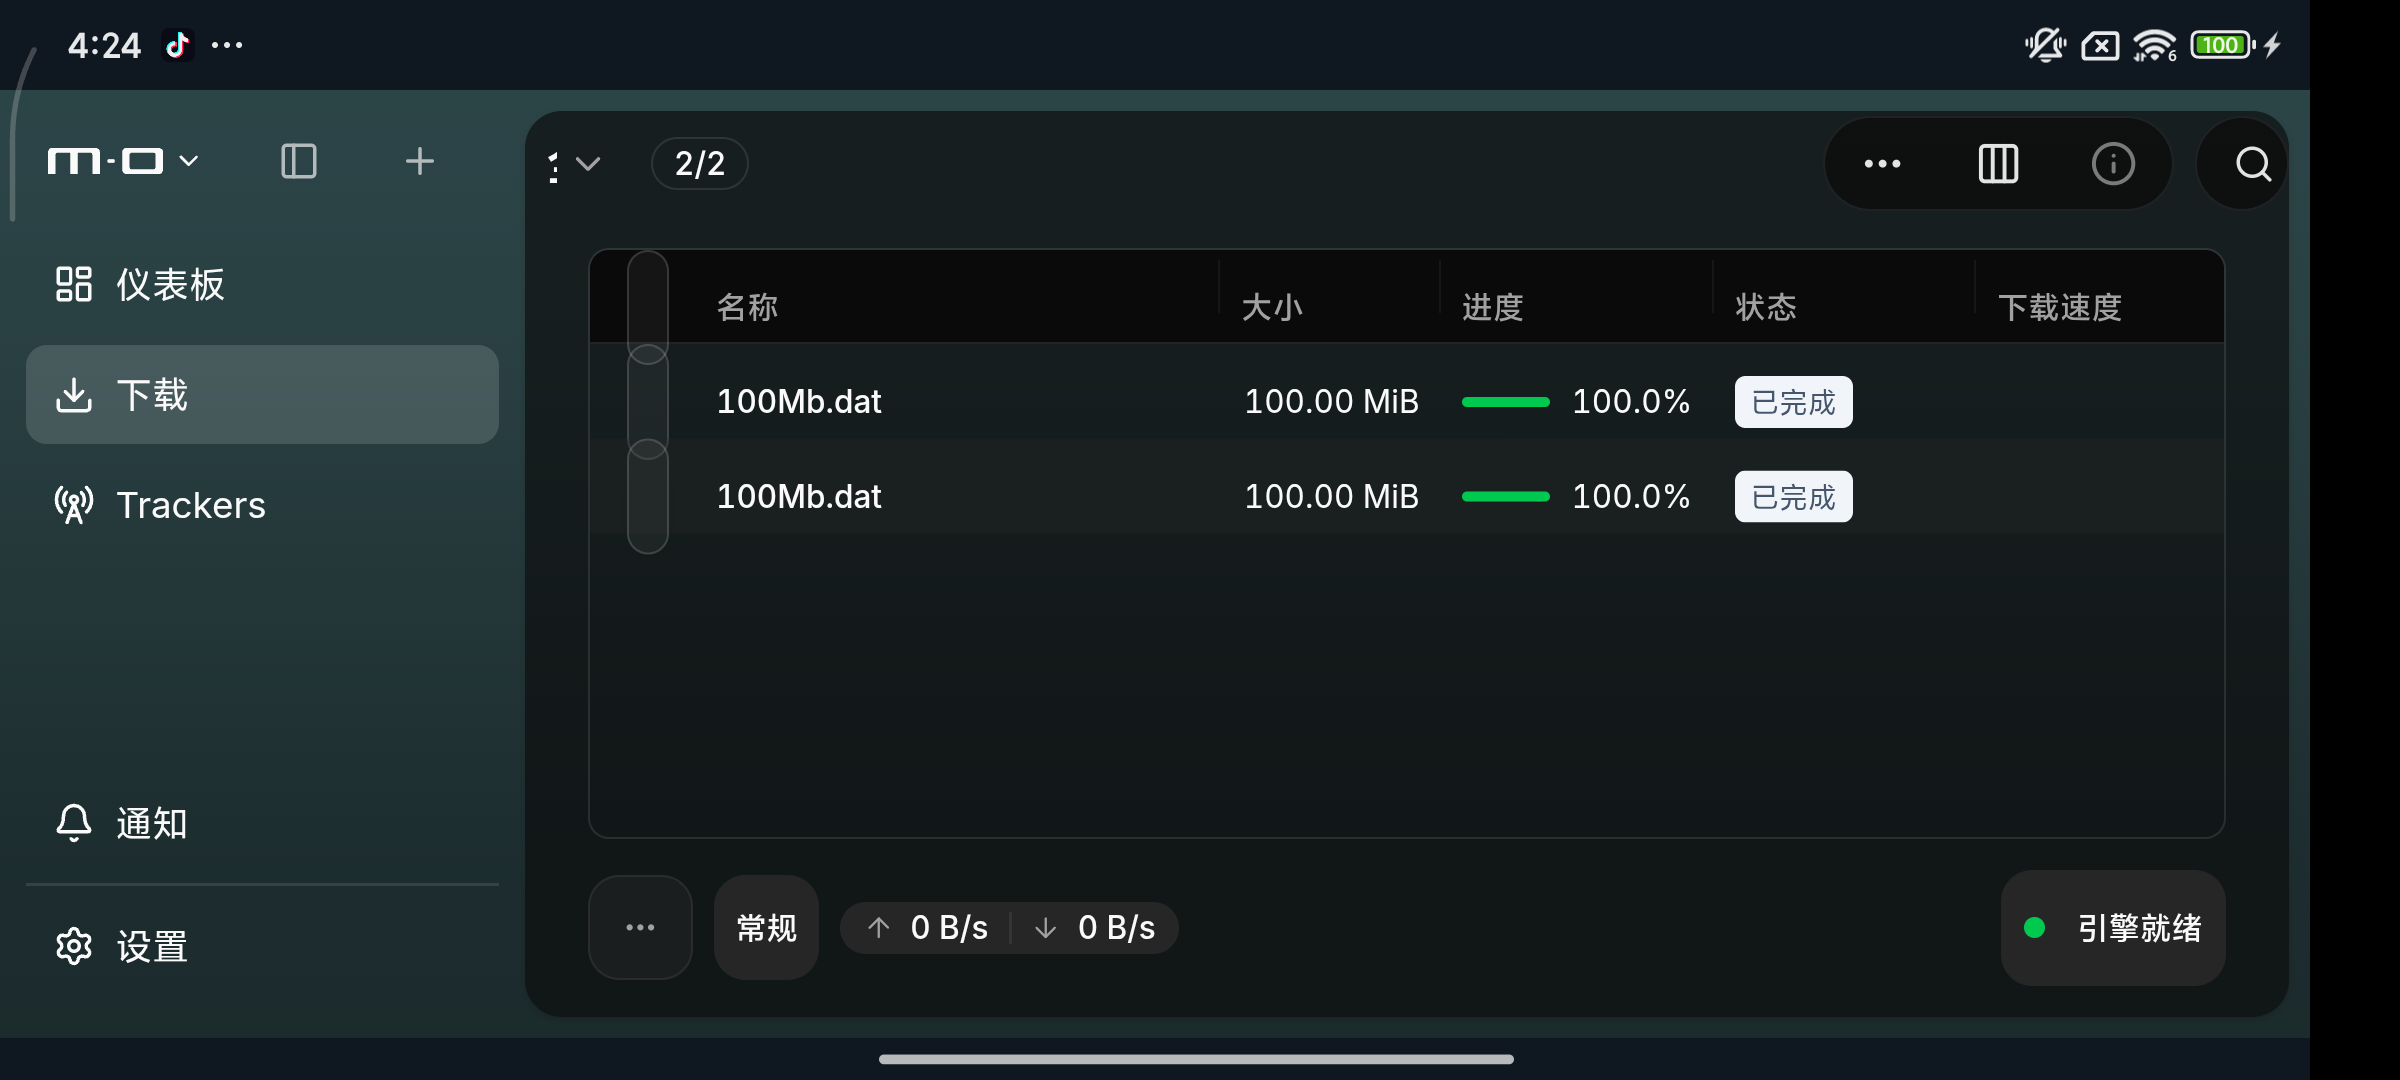 4:24
6
100
m-o
2/2
仪表板
下载
Trackers
通知
设置
名称 大小 进度 状态 下载速度
100Mb.dat 100.00 MiB 100.0% 已完成
100Mb.dat 100.00 MiB 100.0% 已完成
常规 0 B/s 0 B/s 引擎就绪